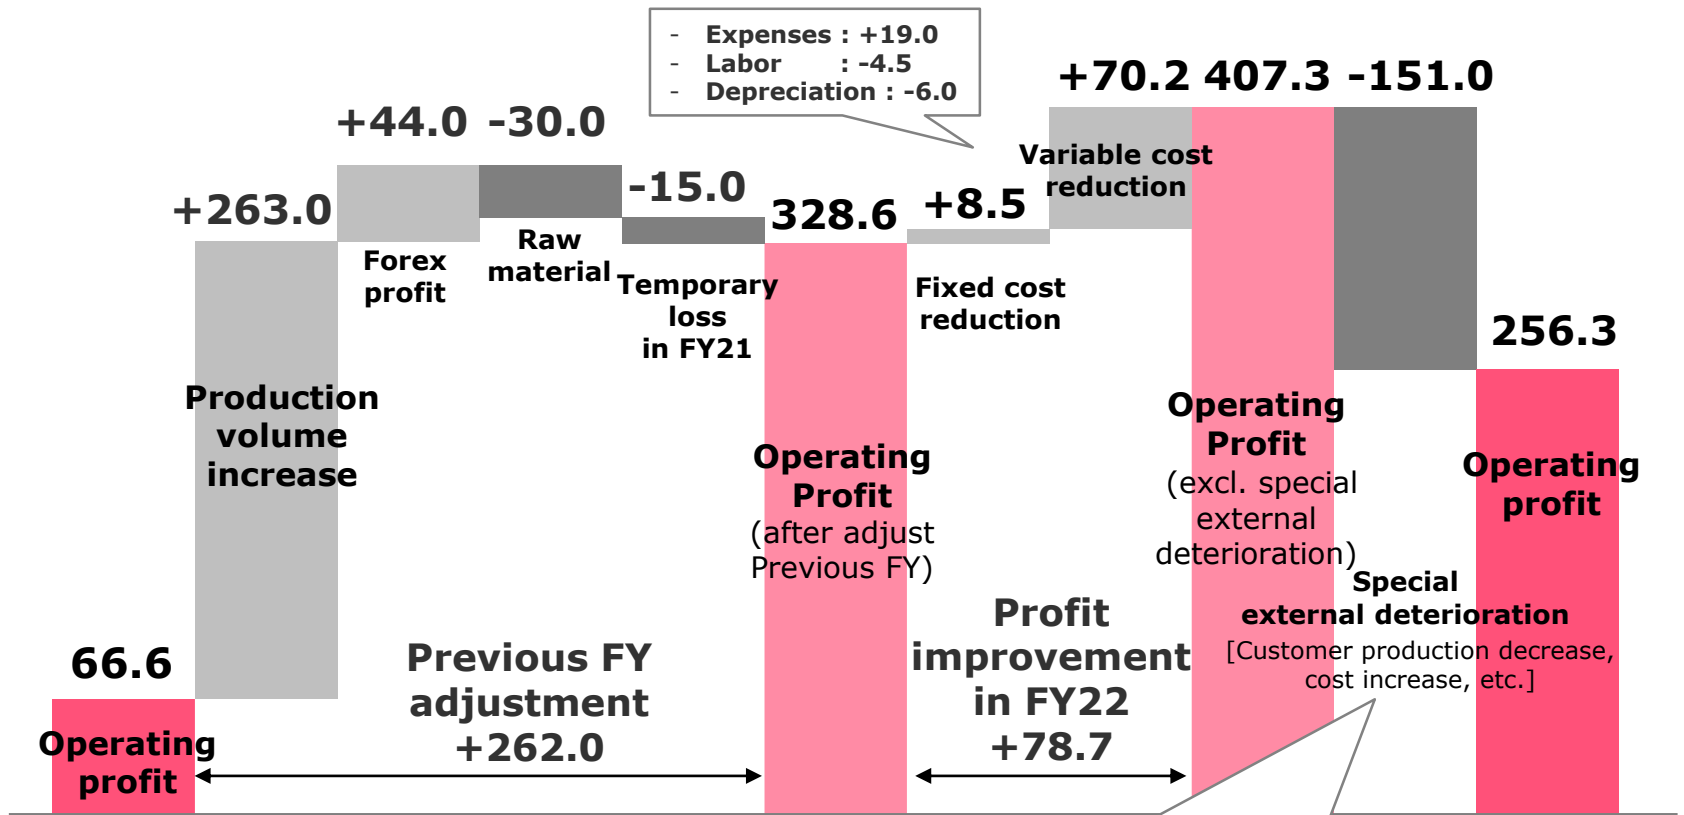 - Expenses : +19.0
- Labor : -4.5
- Depreciation : -6.0
+70.2
407.3
-151.0
+44.0
-30.0
-15.0
+263.0
328.6
+8.5
Variable cost
reduction
Forex
profit
Raw
material
Temporary
loss
in FY21
Fixed cost
reduction
256.3
Production
volume
increase
Operating
Profit
(after adjust
Previous FY)
Operating
Profit
(excl. special
external
deterioration)
Operating
profit
Special
external deterioration
[Customer production decrease,
cost increase, etc.]
66.6
Operating
profit
Previous FY
adjustment
+262.0
Profit
improvement
in FY22
+78.7